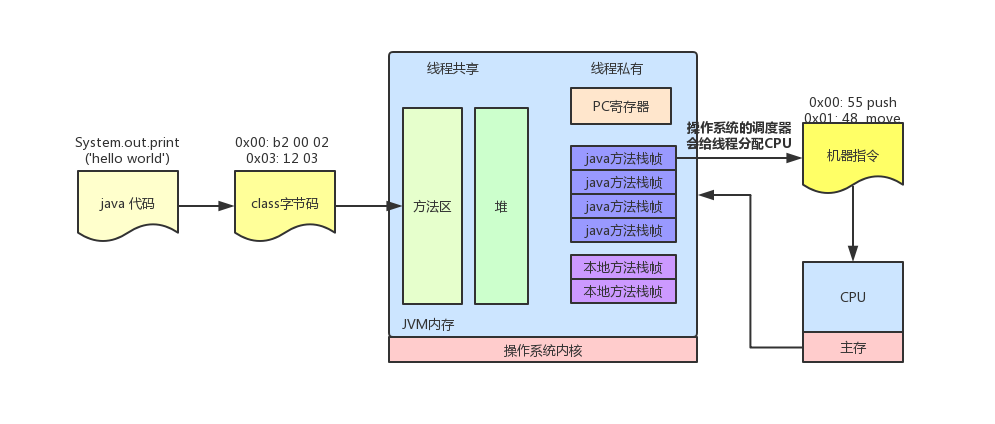 System.out.print
('hello world')
java 代码
0x00: b2 00 02
0x03: 12 03
class字节码
线程共享
线程私有
方法区
堆
PC寄存器
java方法栈帧
java方法栈帧
java方法栈帧
java方法栈帧
本地方法栈帧
本地方法栈帧
JVM内存
操作系统内核
操作系统的调度器
会给线程分配CPU
0x00: 55 push
0x01: 48 move
机器指令
CPU
主存